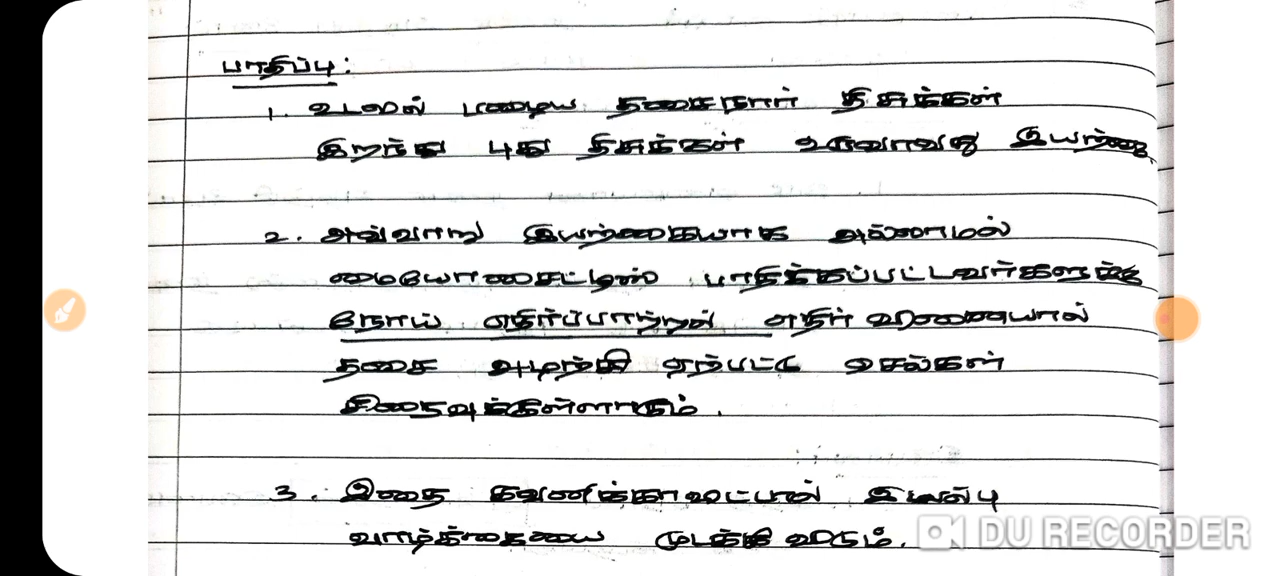 பாதிப்பு:
1. உடலில் பழைய தசைநார் திசுக்கள்
இறந்து புது திசுக்கள் உருவாவது இயற்கை.
2. அவ்வாறு இயற்கையாக அல்லாமல்
மையோசைட்டிஸ் பாதிக்கப்பட்டவர்களுக்கு
நோய் எதிர்ப்பாற்றல் எதிர் வினையால்
தசை அழற்சி ஏற்பட்டு செல்கள்
சிதைவுக்குள்ளாகும்.
3. இதை கவனிக்காவிட்டால் இயல்பு
வாழ்க்கையை முடக்கி விடும்.
DU RECORDER